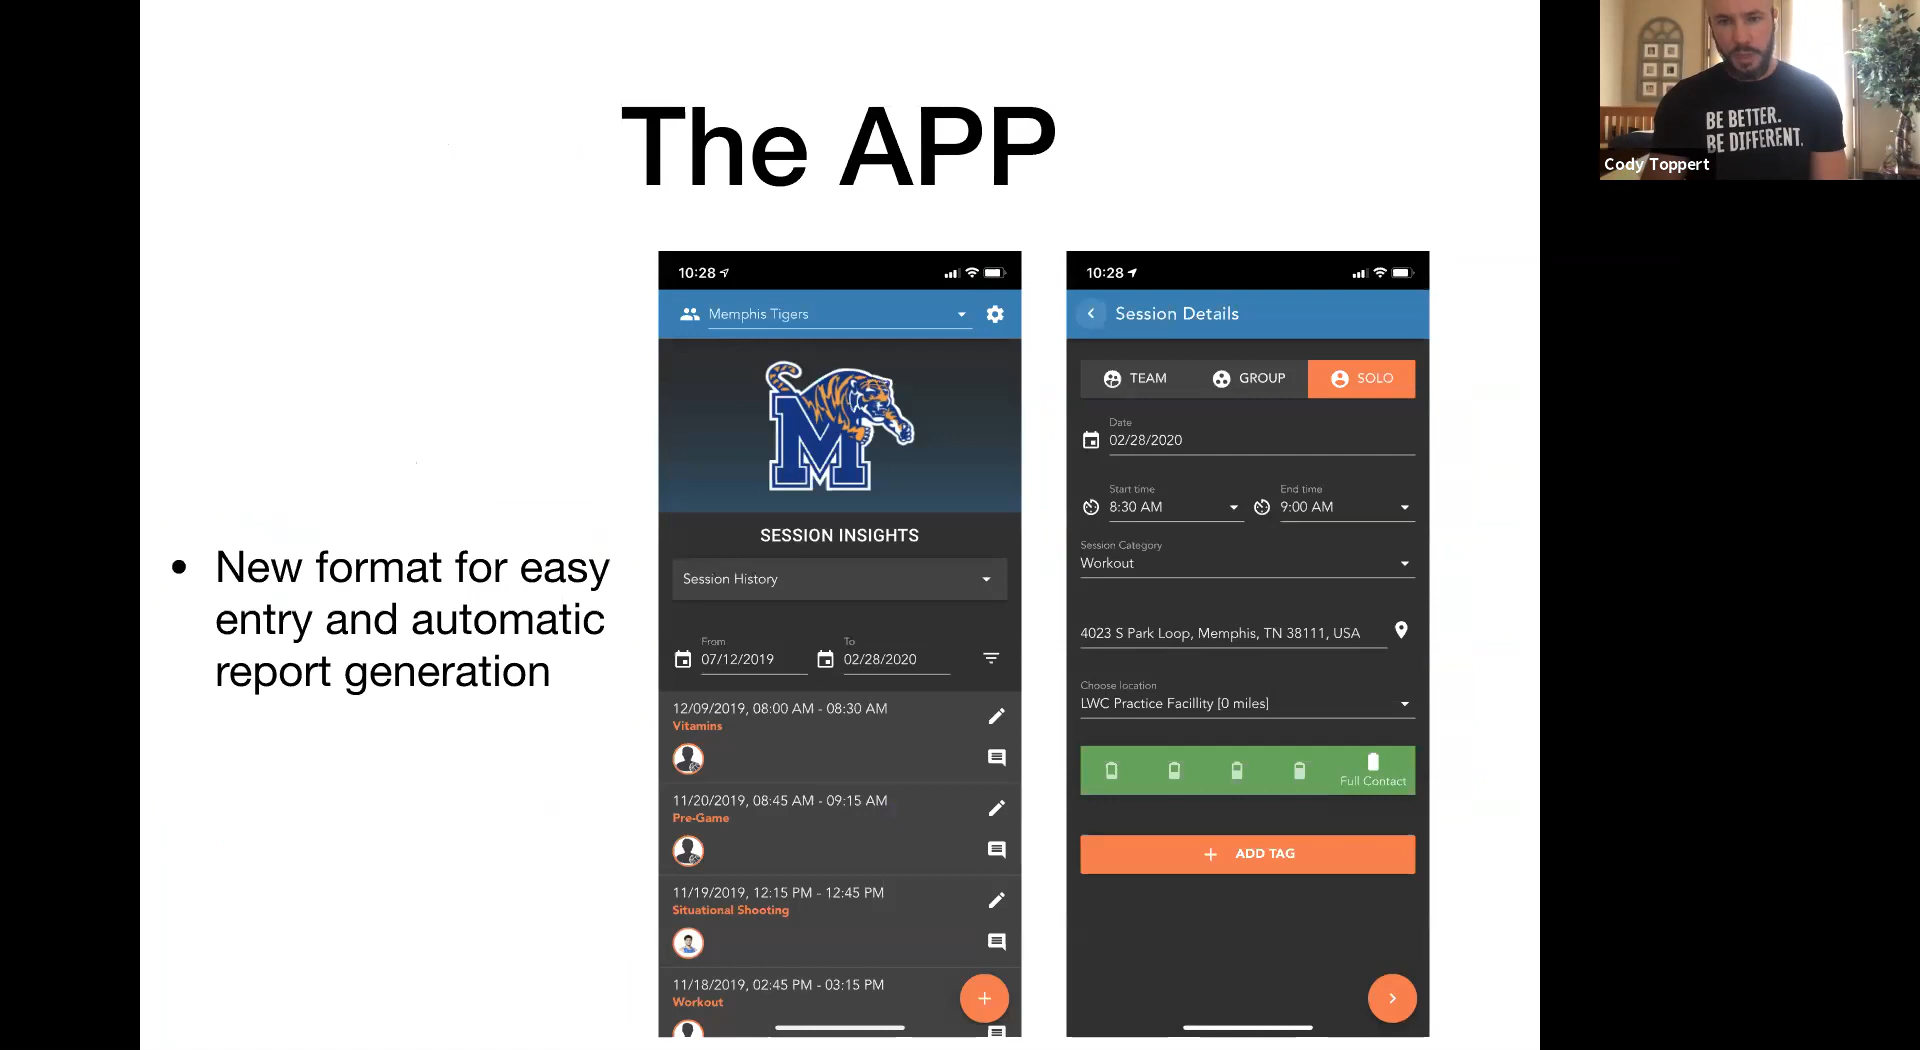 The APP
BE BETTER.
BE DIFFERENT.
Cody Toppert
New format for easy
entry and automatic
report generation
10:28
Memphis Tigers
M
SESSION INSIGHTS
Session History
From
07/12/2019
To
02/28/2020
12/09/2019, 08:00 AM - 08:30 AM
Vitamins
11/20/2019, 08:45 AM - 09:15 AM
Pre-Game
11/19/2019, 12:15 PM - 12:45 PM
Situational Shooting
11/18/2019, 02:45 PM - 03:15 PM
Workout
10:28
Session Details
TEAM GROUP SOLO
Date
02/28/2020
Start time
8:30 AM
End time
9:00 AM
Session Category
Workout
4023 S Park Loop, Memphis, TN 38111, USA
Choose location
LWC Practice Facillity [0 miles]
Full Contact
+ ADD TAG